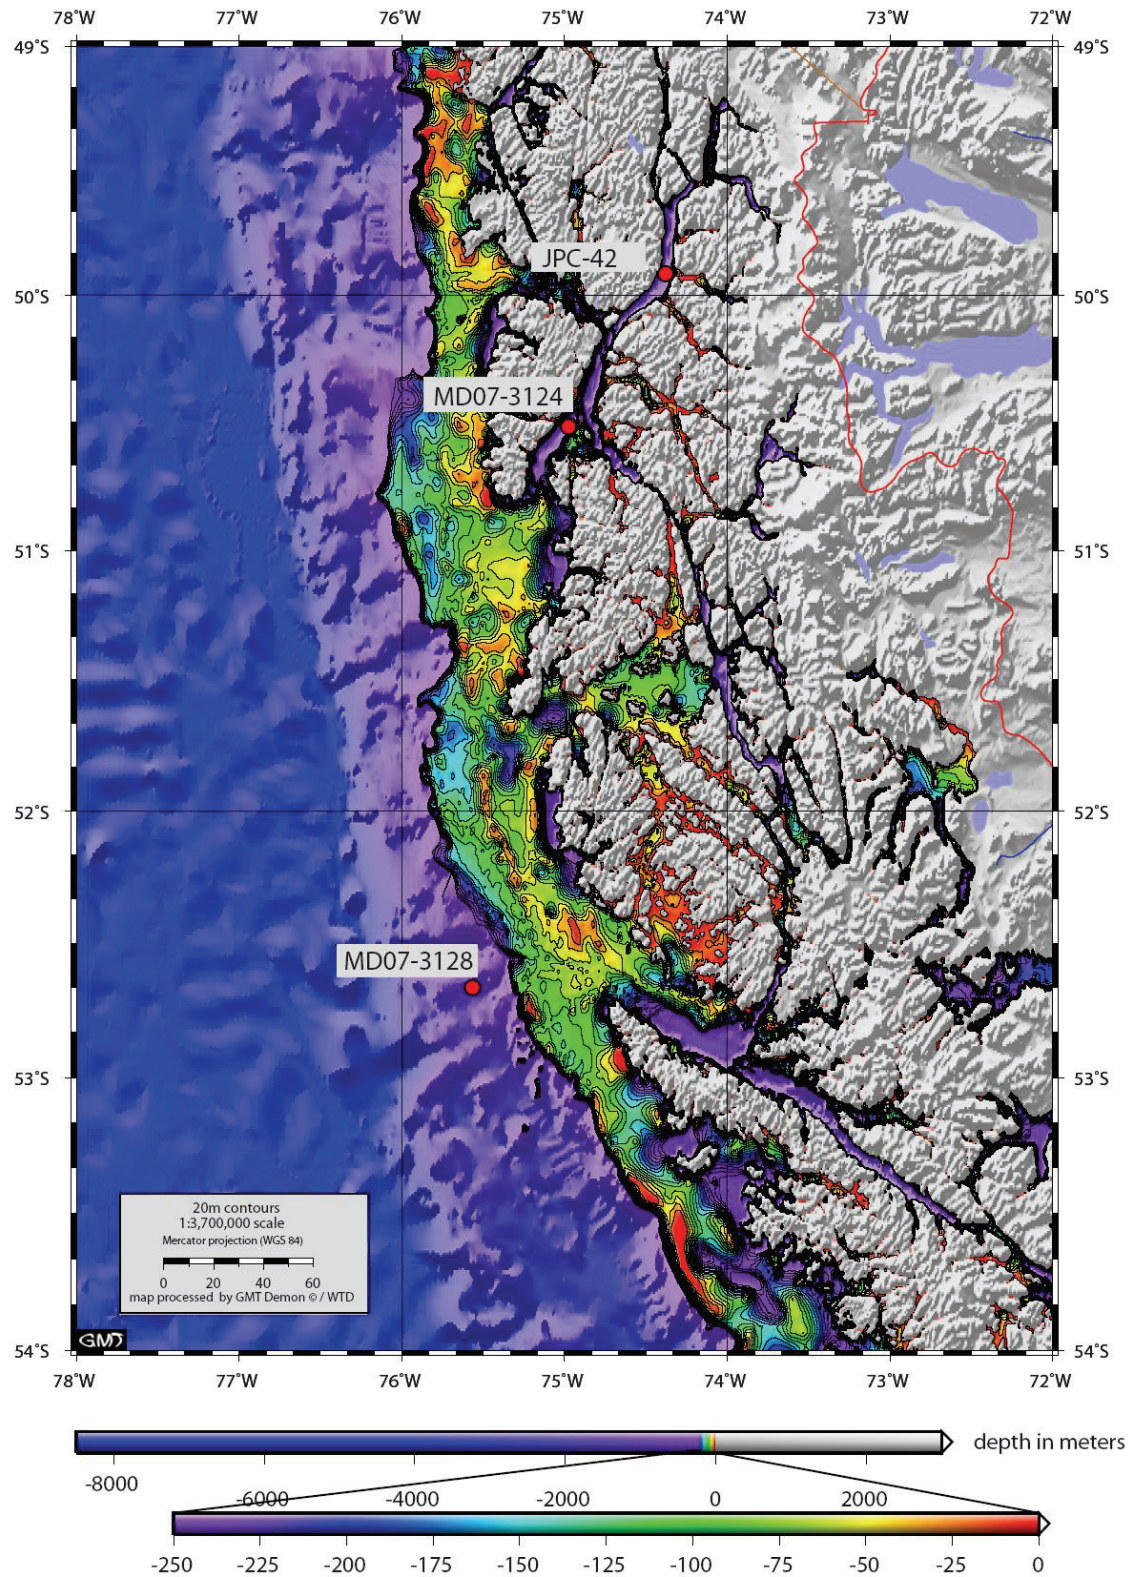 78˚W 77˚W 76˚W 75˚W 74˚W 73˚W 72˚W
49˚S 49˚S
JPC-42
50˚S 50˚S
MD07-3124
51˚S 51˚S
52˚S 52˚S
MD07-3128
53˚S 53˚S
20m contours
1:3,700,000 scale
Mercator projection (WGS 84)
0 20 40 60
map processed by GMT Demon © / WTD
GMT
54˚S 54˚S
78˚W 77˚W 76˚W 75˚W 74˚W 73˚W 72˚W
depth in meters
-8000 -6000 -4000 -2000 0 2000
-250 -225 -200 -175 -150 -125 -100 -75 -50 -25 0